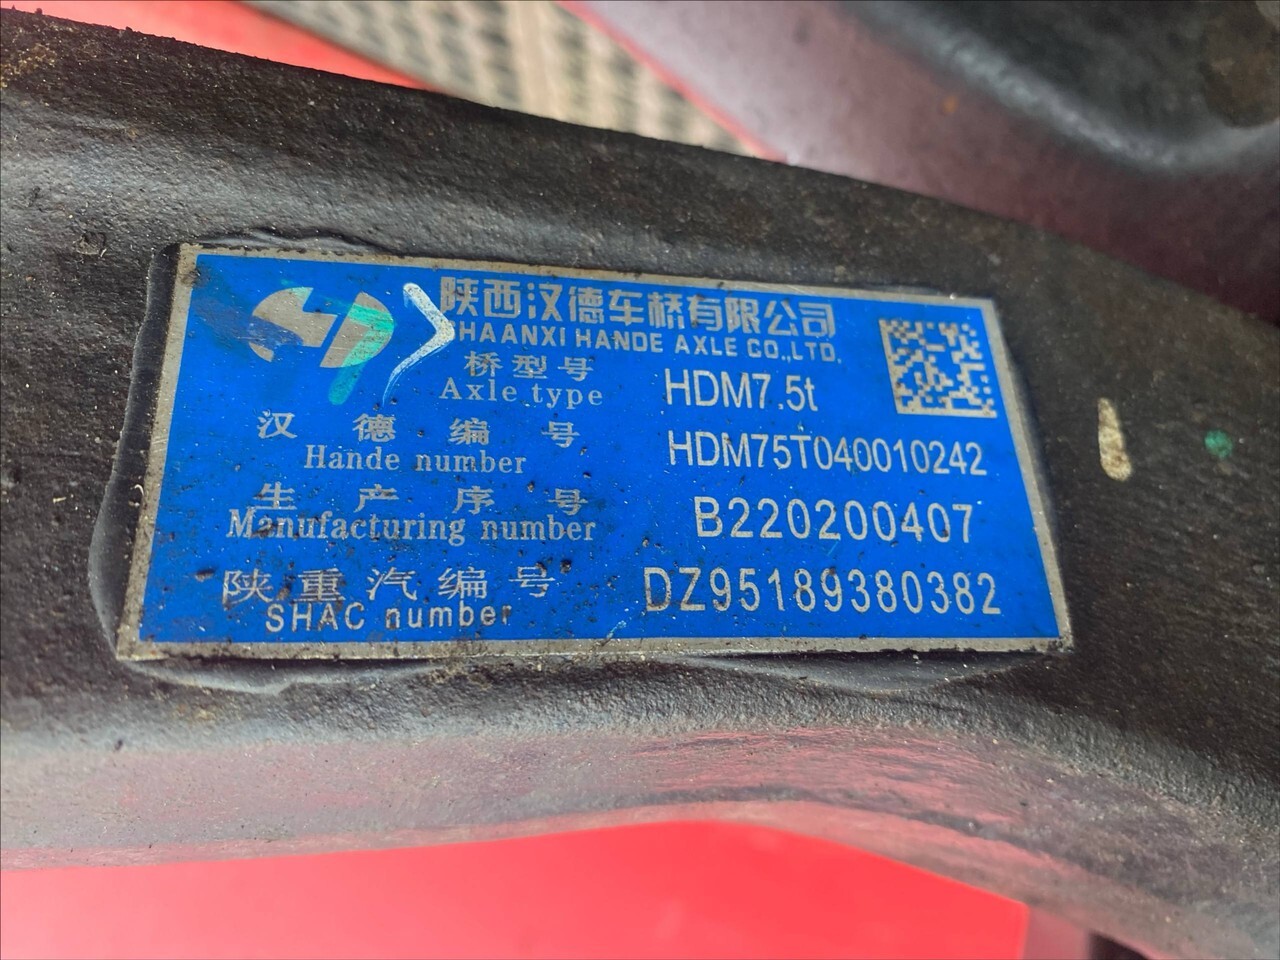 陕西汉德车桥有限公司
SHAANXI HANDE AXLE CO.,LTD.
桥型号
Axle type HDM7.5t
汉德编号
Hande number HDM75T040010242
生产序号
Manufacturing number B220200407
陕重汽编号
SHAC number DZ95189380382